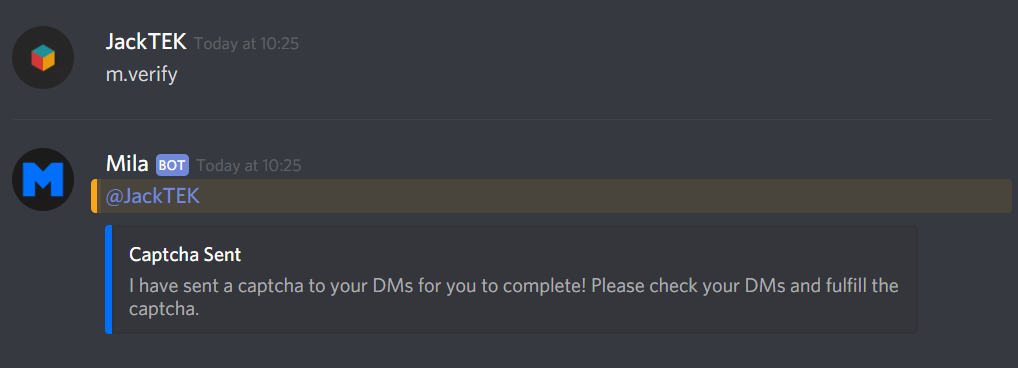 JackTEK Today at 10:25
m.verify
Mila BOT Today at 10:25
@JackTEK
Captcha Sent
I have sent a captcha to your DMs for you to complete! Please check your DMs and fulfill the
captcha.